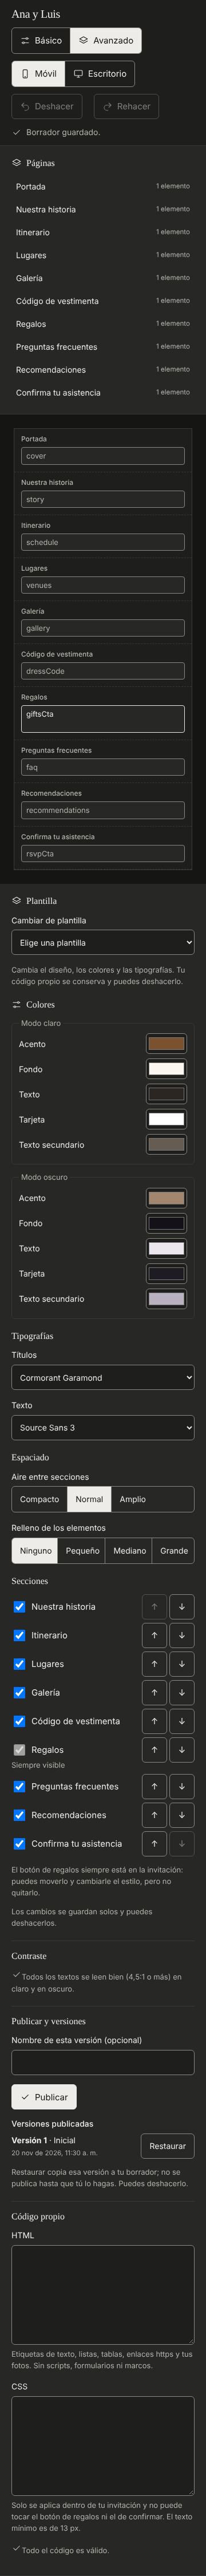 Ana y Luis
Básico
Avanzado
Móvil
Escritorio
Deshacer
Rehacer
Borrador guardado.
Páginas
Portada
1 elemento
Nuestra historia
1 elemento
Itinerario
1 elemento
Lugares
1 elemento
Galería
1 elemento
Código de vestimenta
1 elemento
Regalos
1 elemento
Preguntas frecuentes
1 elemento
Recomendaciones
1 elemento
Confirma tu asistencia
1 elemento
Portada
cover
Nuestra historia
story
Itinerario
schedule
Lugares
venues
Galería
gallery
Código de vestimenta
dressCode
Regalos
giftsCta
Preguntas frecuentes
faq
Recomendaciones
recommendations
Confirma tu asistencia
rsvpCta
Plantilla
Cambiar de plantilla
Elige una plantilla
Cambia el diseño, los colores y las tipografías. Tu
código propio se conserva y puedes deshacerlo.
Colores
Modo claro
Acento
Fondo
Texto
Tarjeta
Texto secundario
Modo oscuro
Acento
Fondo
Texto
Tarjeta
Texto secundario
Tipografías
Títulos
Cormorant Garamond
Texto
Source Sans 3
Espaciado
Aire entre secciones
Compacto
Normal
Amplio
Relleno de los elementos
Ninguno
Pequeño
Mediano
Grande
Secciones
Nuestra historia
Itinerario
Lugares
Galería
Código de vestimenta
Regalos
Siempre visible
Preguntas frecuentes
Recomendaciones
Confirma tu asistencia
El botón de regalos siempre está en la invitación:
puedes moverlo y cambiarle el estilo, pero no
quitarlo.
Los cambios se guardan solos y puedes
deshacerlos.
Contraste
Todos los textos se leen bien (4,5:1 o más) en
claro y en oscuro.
Publicar y versiones
Nombre de esta versión (opcional)
Publicar
Versiones publicadas
Versión 1 · Inicial
20 nov de 2026, 11:30 a. m.
Restaurar
Restaurar copia esa versión a tu borrador; no se
publica hasta que tú lo hagas. Puedes deshacerlo.
Código propio
HTML
Etiquetas de texto, listas, tablas, enlaces https y tus
fotos. Sin scripts, formularios ni marcos.
CSS
Solo se aplica dentro de tu invitación y no puede
tocar el botón de regalos ni el de confirmar. El texto
mínimo es de 13 px.
Todo el código es válido.